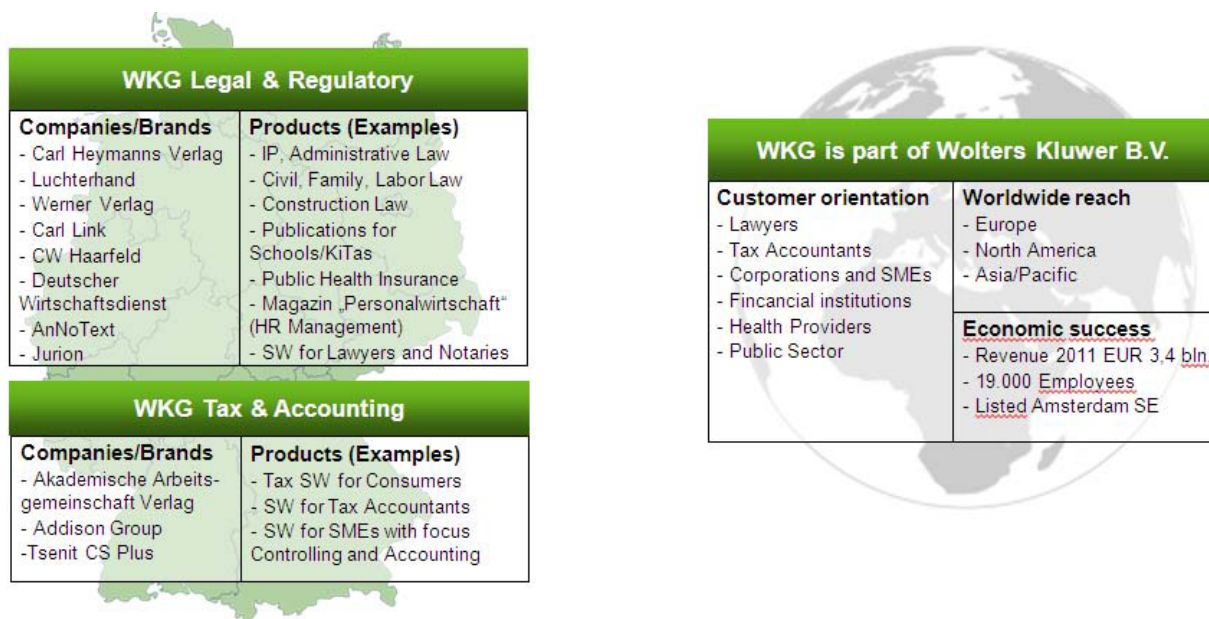 WKG Legal & Regulatory
Companies/Brands
- Carl Heymanns Verlag
- Luchterhand
- Werner Verlag
- Carl Link
- CW Haarfeld
- Deutscher
Wirtschaftsdienst
- AnNoText
- Jurion
Products (Examples)
- IP, Administrative Law
- Civil, Family, Labor Law
- Construction Law
- Publications for
Schools/KiTas
- Public Health Insurance
- Magazin „Personalwirtschaft“
(HR Management)
- SW for Lawyers and Notaries
WKG Tax & Accounting
Companies/Brands
- Akademische Arbeits-
gemeinschaft Verlag
- Addison Group
-Tsenit CS Plus
Products (Examples)
- Tax SW for Consumers
- SW for Tax Accountants
- SW for SMEs with focus
Controlling and Accounting
WKG is part of Wolters Kluwer B.V.
Customer orientation
- Lawyers
- Tax Accountants
- Corporations and SMEs
- Fincancial institutions
- Health Providers
- Public Sector
Worldwide reach
- Europe
- North America
- Asia/Pacific
Economic success
- Revenue 2011 EUR 3,4 bln.
- 19.000 Employees
- Listed Amsterdam SE